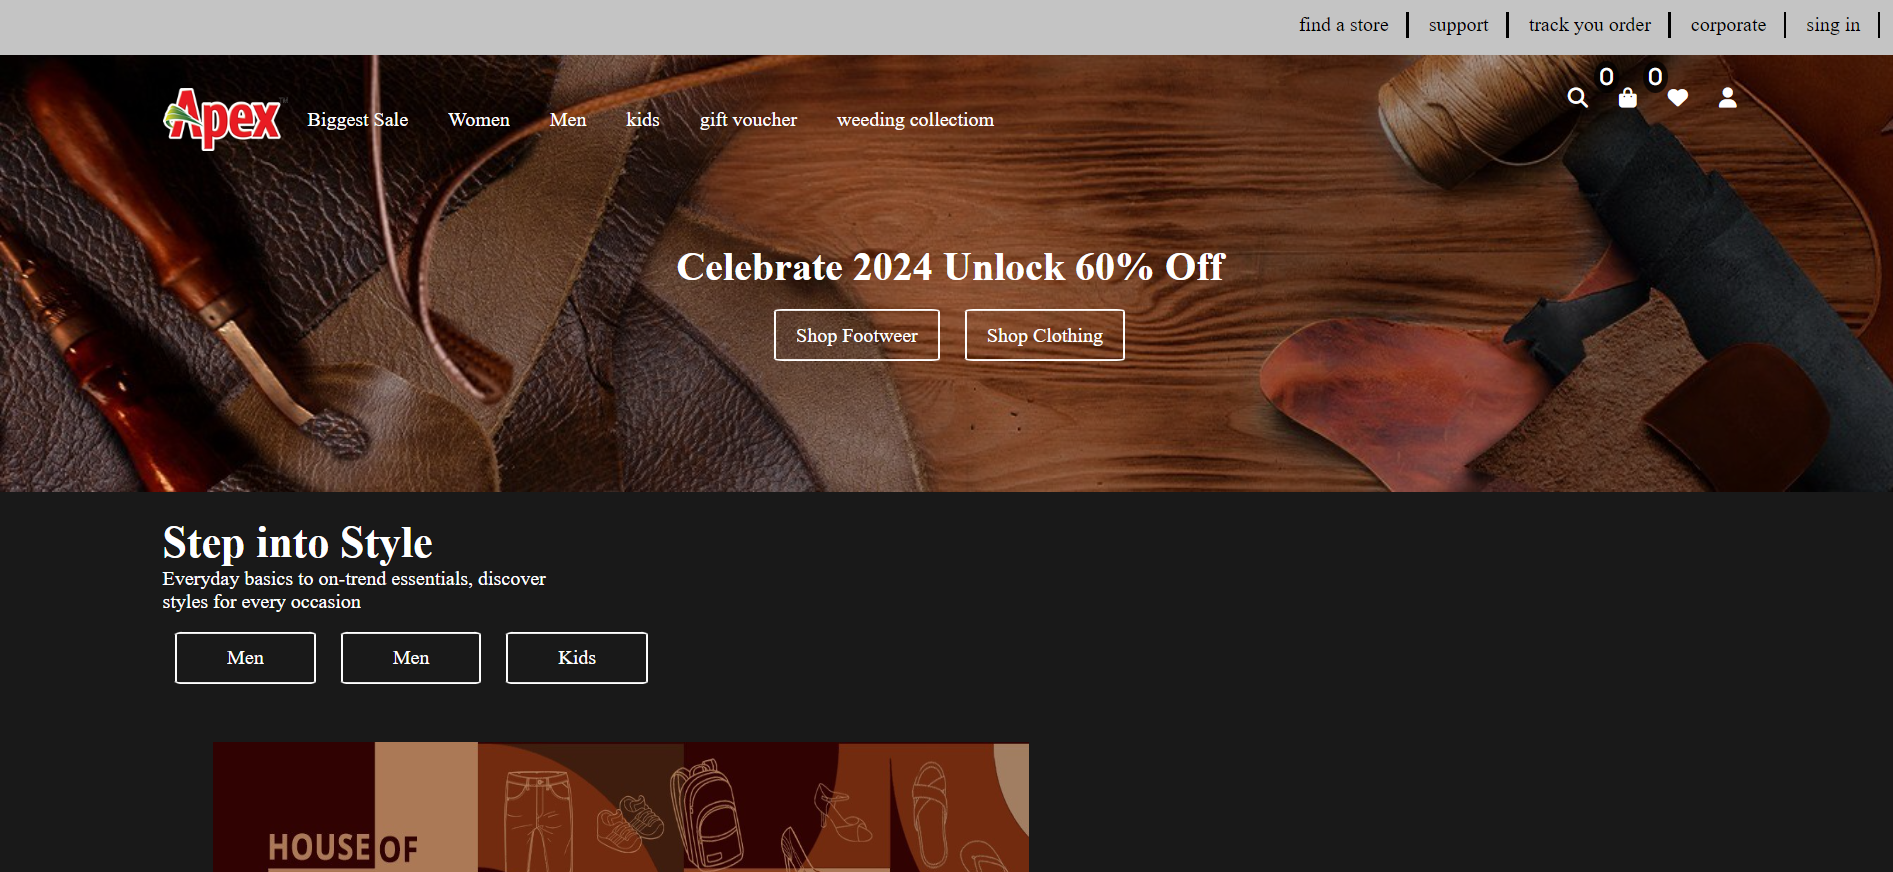 find a store
support
track you order
corporate
sing in
Apex
Biggest Sale
Women
Men
kids
gift voucher
weeding collectiom
0
0
Celebrate 2024 Unlock 60% Off
Shop Footweer
Shop Clothing
Step into Style
Everyday basics to on-trend essentials, discover
styles for every occasion
Men
Men
Kids
HOUSE OF